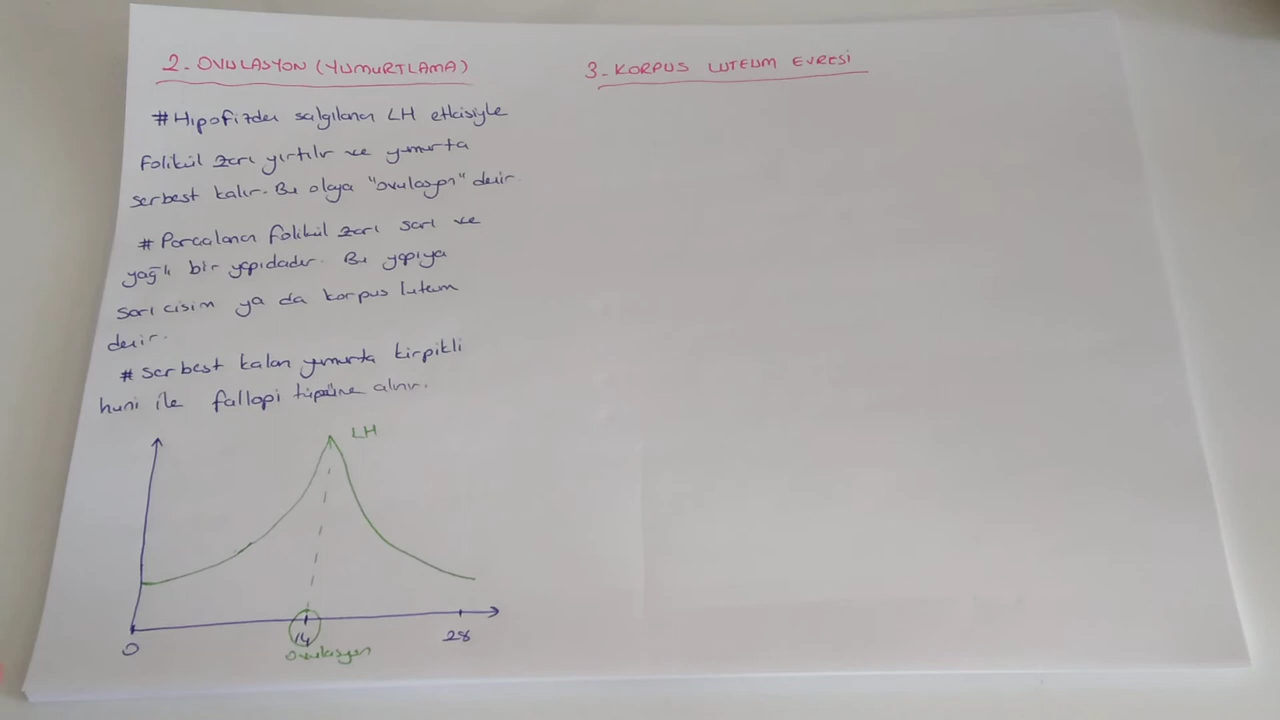 2- OVULASYON (YUMURTLAMA)
# Hipofizden salgılanan LH etkisiyle
folikül zarı yırtılır ve yumurta
serbest kalır. Bu olaya "ovulasyon" denir.
# Parçalanan folikül zarı sarı ve
yağlı bir yapıdadır. Bu yapıya
sarı cisim ya da korpus luteum
denir.
# Serbest kalan yumurta kirpikli
huni ile fallopi tüpüne alınır.
LH
0
14
28
ovulasyon
3- KORPUS LUTEUM EVRESİ